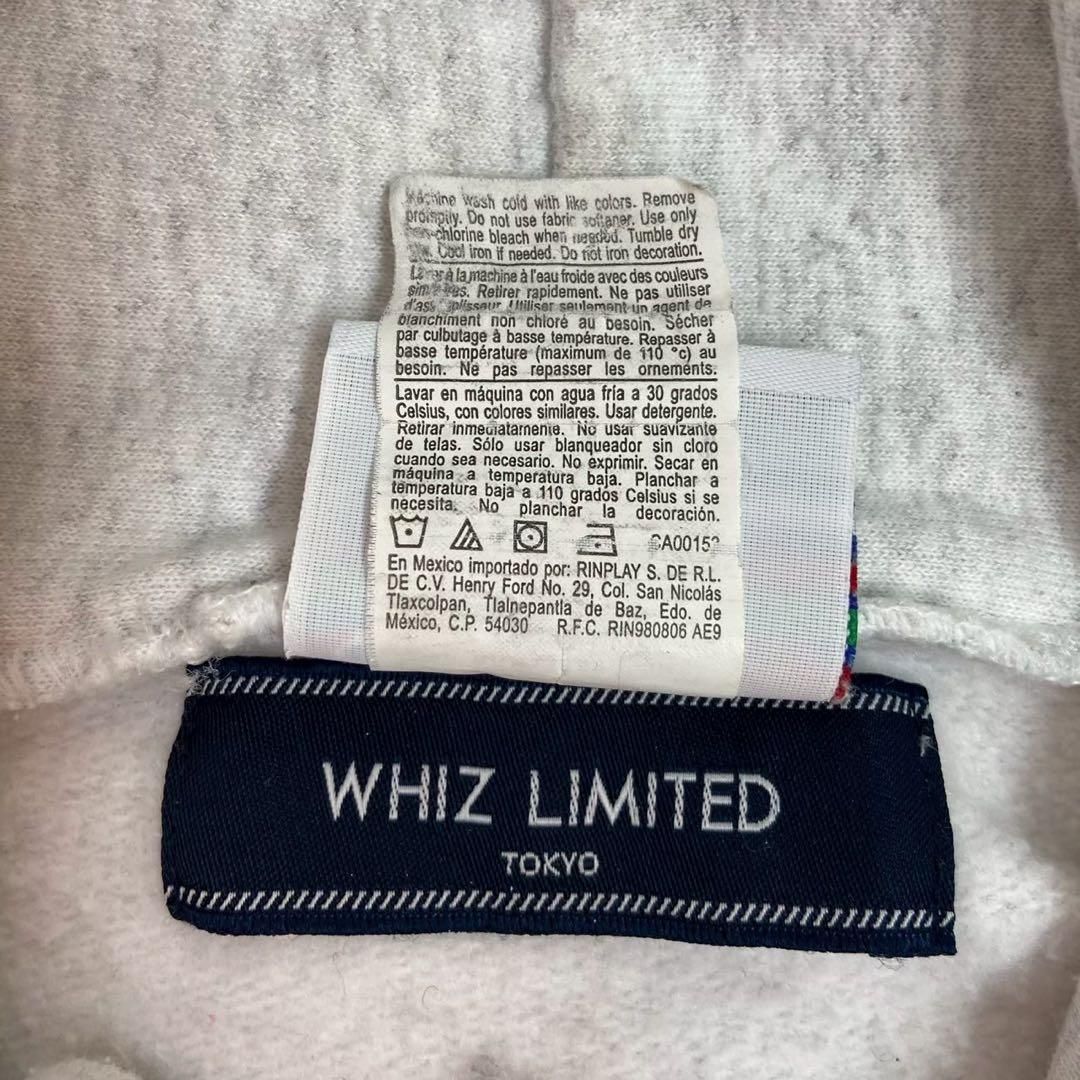 Machine wash cold with like colors. Remove
promptly. Do not use fabric softener. Use only
non-chlorine bleach when needed. Tumble dry
Cool iron if needed. Do not iron decoration.
Laver à la machine à l'eau froide avec des couleurs
similaires. Retirer rapidement. Ne pas utiliser
d'assouplisseur. Utiliser seulement un agent de
blanchiment non chloré au besoin. Sécher
par culbutage à basse température. Repasser à
basse température (maximum de 110 °c) au
besoin. Ne pas repasser les ornements.
Lavar en máquina con agua fría a 30 grados
Celsius, con colores similares. Usar detergente.
Retirar inmediatamente. No usar suavizante
de telas. Sólo usar blanqueador sin cloro
cuando sea necesario. No exprimir. Secar en
máquina a temperatura baja. Planchar a
temperatura baja a 110 grados Celsius si se
necesita. No planchar la decoración.
En Mexico importado por: RINPLAY S. DE R.L.
DE C.V. Henry Ford No. 29, Col. San Nicolás
Tlaxcolpan, Tlalnepantla de Baz, Edo. de
México, C.P. 54030 R.F.C. RIN980806 AE9
WHIZ LIMITED
TOKYO